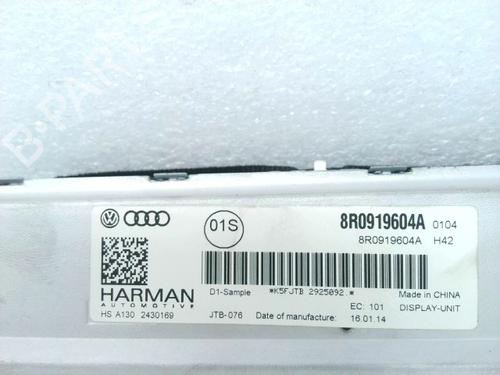 B-PARTS
01S
8R0919604A 0104
8R0919604A H42
HARMAN
AUTOMOTIVE
D1-Sample *K5FJTB 2925092.*
Made in CHINA
HS A130 2430169
JTB-076
Date of manufacture:
EC: 101
16.01.14
DISPLAY-UNIT